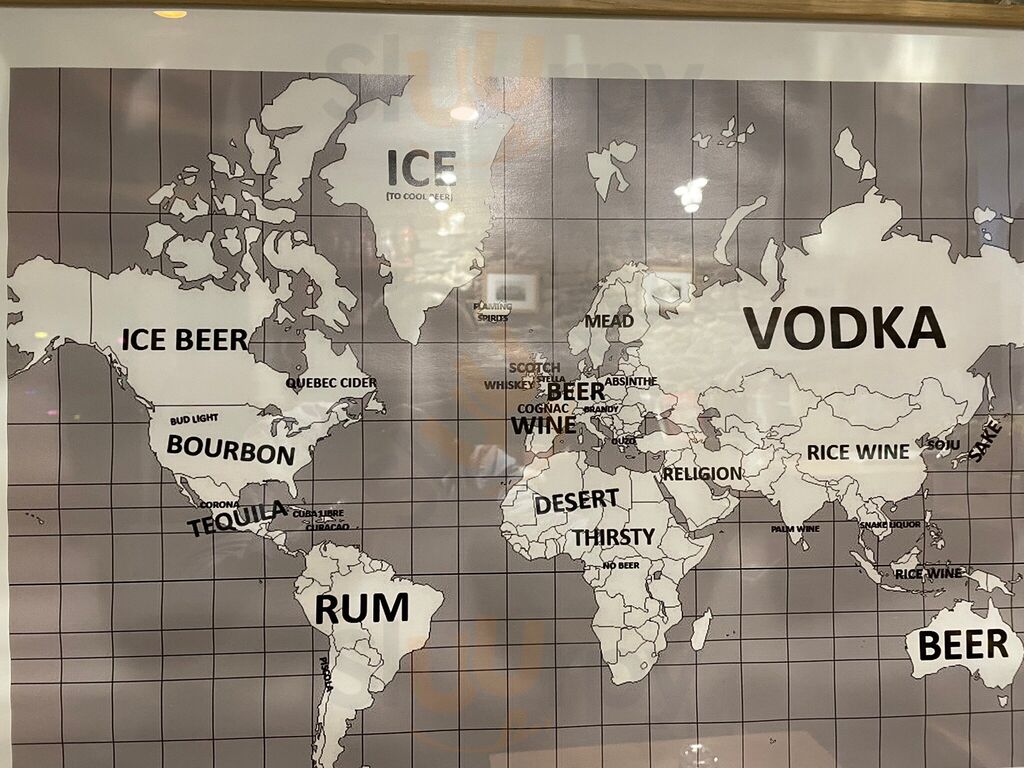 sluurpy
ICE
(TO COOL BEER)
FLAMING
SPIRITS
ICE BEER
MEAD
VODKA
SCOTCH
WHISKEY
STELLA
BEER
ABSINTHE
QUEBEC CIDER
COGNAC
BRANDY
WINE
OUZO
BUD LIGHT
BOURBON
RICE WINE
SOJU
SAKE
RELIGION
DESERT
CORONA
TEQUILA
CUBA LIBRE
CURACAO
THIRSTY
PALM WINE
SNAKE LIQUOR
NO BEER
RICE WINE
RUM
BEER
PISCOLA
sluurpy